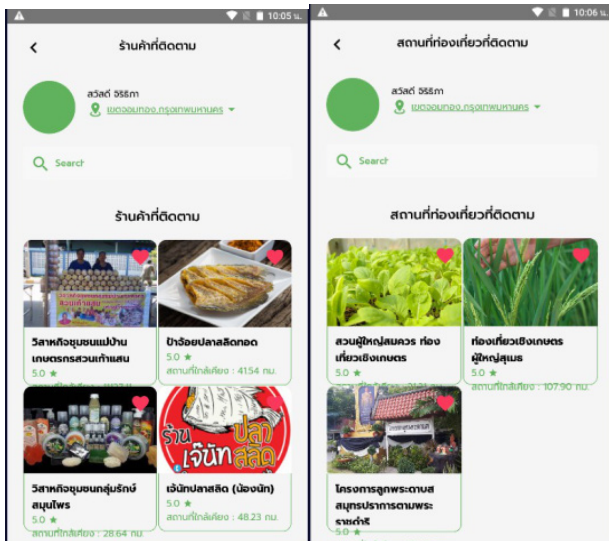 10:05 น.
ร้านค้าที่ติดตาม
สวัสดี จิริภา
เขตจอมทอง,กรุงเทพมหานคร
Search
ร้านค้าที่ติดตาม
วิสาหกิจชุมชนแม่บ้าน
เกษตรกรสวนเก้าแสน
5.0 ★
ป้าจ้อยปลาสลิดทอด
5.0 ★
สถานที่ใกล้เคียง : 41.54 กม.
วิสาหกิจชุมชนกลุ่มรักษ์
สมุนไพร
5.0 ★
สถานที่ใกล้เคียง : 28.64 กม.
ร้าน
ปลา
เจ๊นัท
สลิด
เจ้นัทปลาสลิด (น้องนัท)
5.0 ★
สถานที่ใกล้เคียง : 48.23 กม.
10:06 น.
สถานที่ท่องเที่ยวที่ติดตาม
สวัสดี จิริภา
เขตจอมทอง,กรุงเทพมหานคร
Search
สถานที่ท่องเที่ยวที่ติดตาม
สวนผู้ใหญ่สมควร ท่อง
เที่ยวเชิงเกษตร
5.0 ★
ท่องเที่ยวเชิงเกษตร
ผู้ใหญ่สุเมธ
5.0 ★
สถานที่ใกล้เคียง : 107.90 กม.
โครงการลูกพระดาบส
สมุทรปราการตามพระ
ราชดำริ
5.0 ★